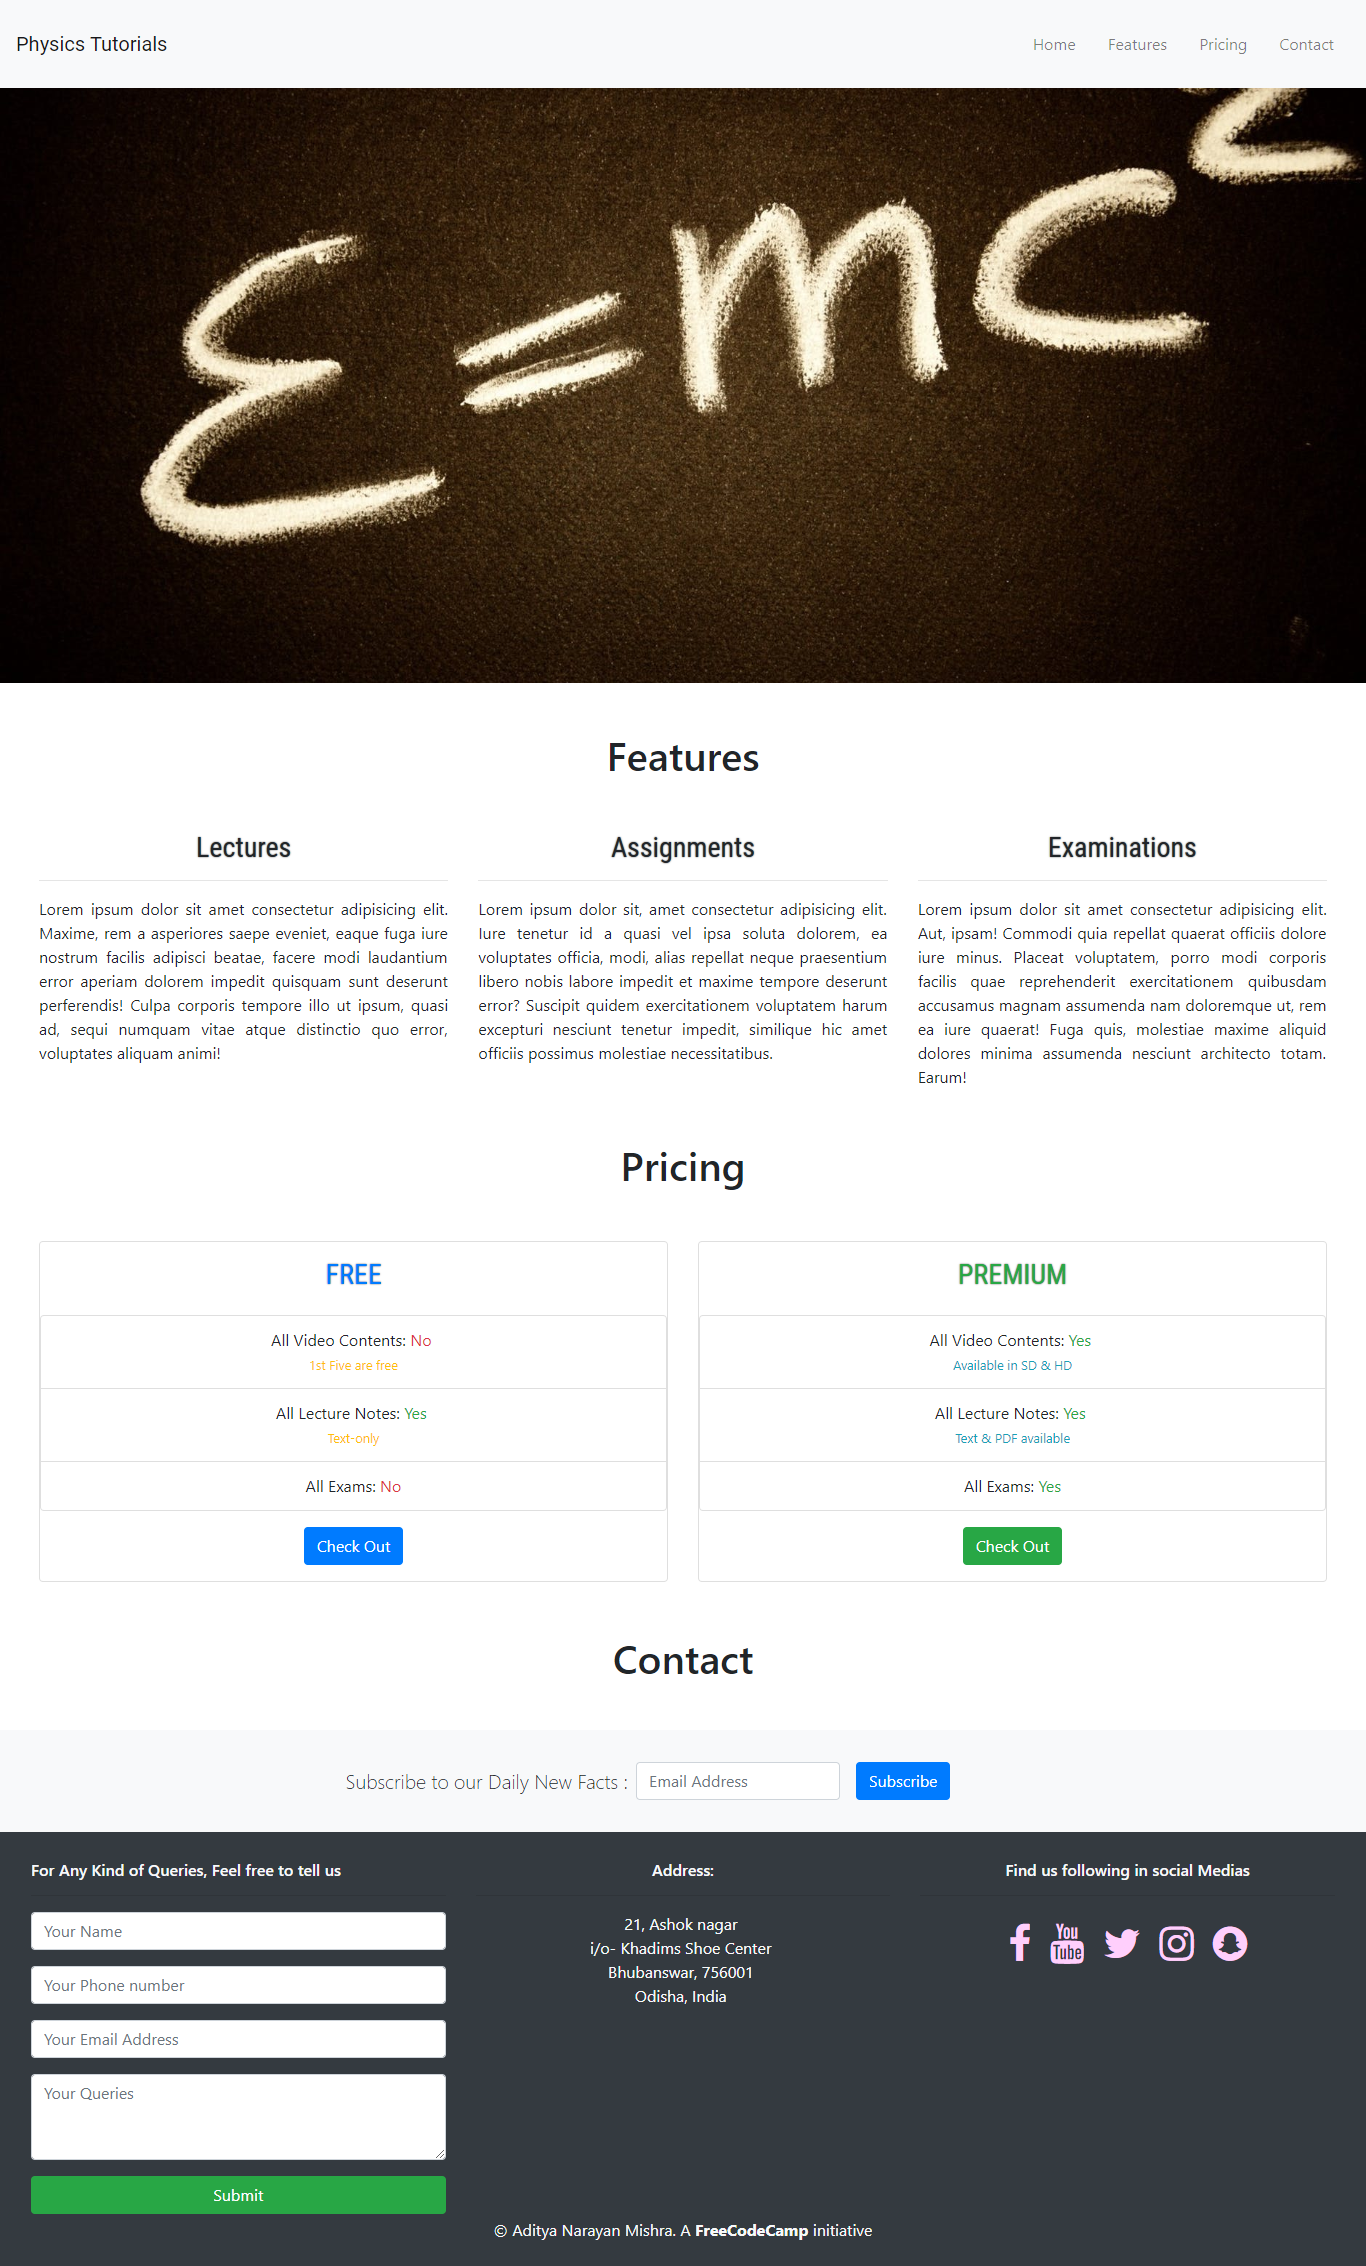 Physics Tutorials
Home Features Pricing Contact
E=mc²
Features
Lectures
Lorem ipsum dolor sit amet consectetur adipisicing elit.
Maxime, rem a asperiores saepe eveniet, eaque fuga iure
nostrum facilis adipisci beatae, facere modi laudantium
error aperiam dolorem impedit quisquam sunt deserunt
perferendis! Culpa corporis tempore illo ut ipsum, quasi
ad, sequi numquam vitae atque distinctio quo error,
voluptates aliquam animi!
Assignments
Lorem ipsum dolor sit, amet consectetur adipisicing elit.
Iure tenetur id a quasi vel ipsa soluta dolorem, ea
voluptates officia, modi, alias repellat neque praesentium
libero nobis labore impedit et maxime tempore deserunt
error? Suscipit quidem exercitationem voluptatem harum
excepturi nesciunt tenetur impedit, similique hic amet
officiis possimus molestiae necessitatibus.
Examinations
Lorem ipsum dolor sit amet consectetur adipisicing elit.
Aut, ipsam! Commodi quia repellat quaerat officiis dolore
iure minus. Placeat voluptatem, porro modi corporis
facilis quae reprehenderit exercitationem quibusdam
accusamus magnam assumenda nam doloremque ut, rem
ea iure quaerat! Fuga quis, molestiae maxime aliquid
dolores minima assumenda nesciunt architecto totam.
Earum!
Pricing
FREE
All Video Contents: No
1st Five are free
All Lecture Notes: Yes
Text-only
All Exams: No
Check Out
PREMIUM
All Video Contents: Yes
Available in SD & HD
All Lecture Notes: Yes
Text & PDF available
All Exams: Yes
Check Out
Contact
Subscribe to our Daily New Facts :
Email Address
Subscribe
For Any Kind of Queries, Feel free to tell us
Your Name
Your Phone number
Your Email Address
Your Queries
Submit
Address:
21, Ashok nagar
i/o- Khadims Shoe Center
Bhubanswar, 756001
Odisha, India
Find us following in social Medias
You
Tube
© Aditya Narayan Mishra. A FreeCodeCamp initiative